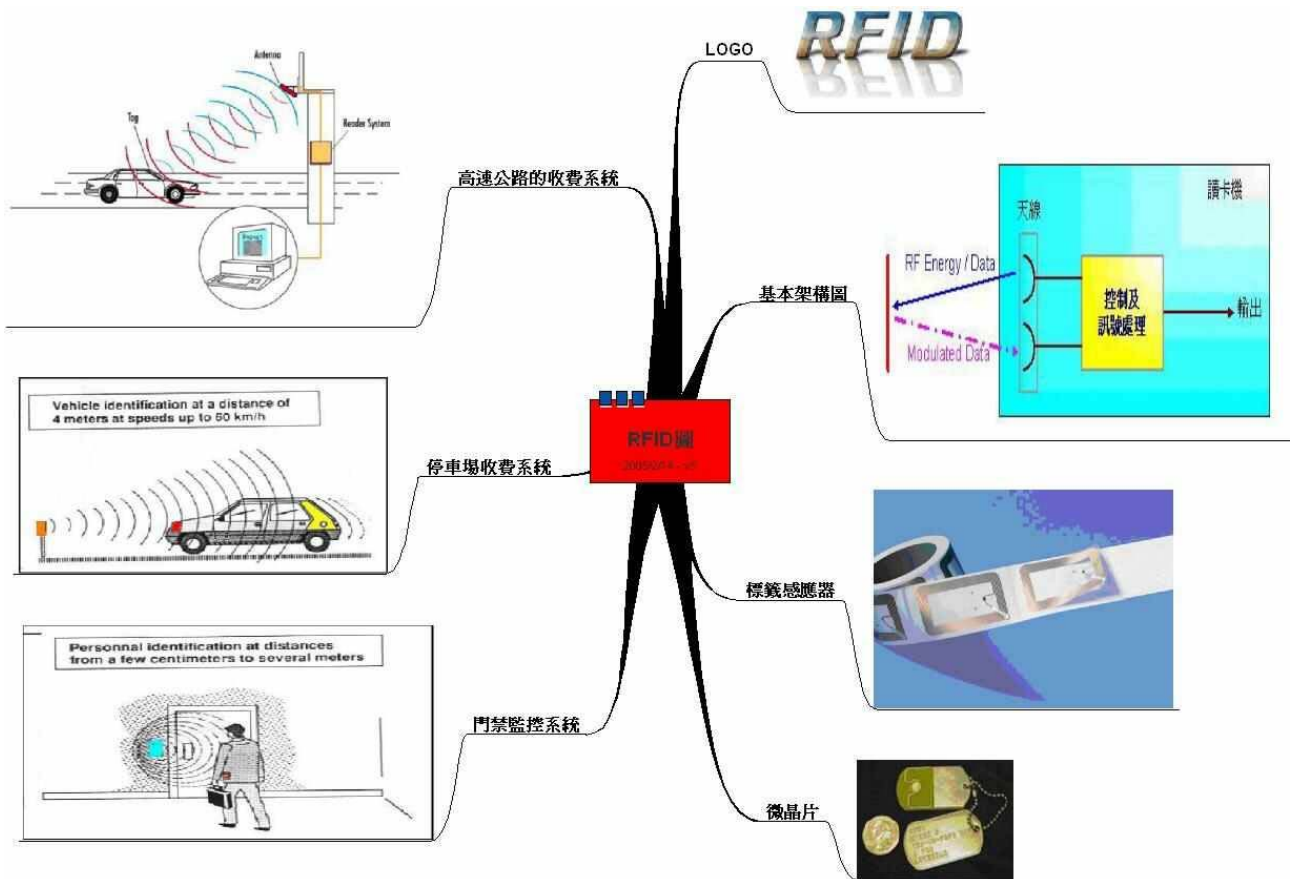 LOGO
RFID
Antenna
Tag
Reader System
高速公路的收費系統
讀卡機
天線
RF Energy / Data
控制及
訊號處理
輸出
Modulated Data
基本架構圖
RFID圖
Vehicle identification at a distance of
4 meters at speeds up to 60 km/h
停車場收費系統
標籤感應器
Personnal identification at distances
from a few centimeters to several meters
門禁監控系統
微晶片